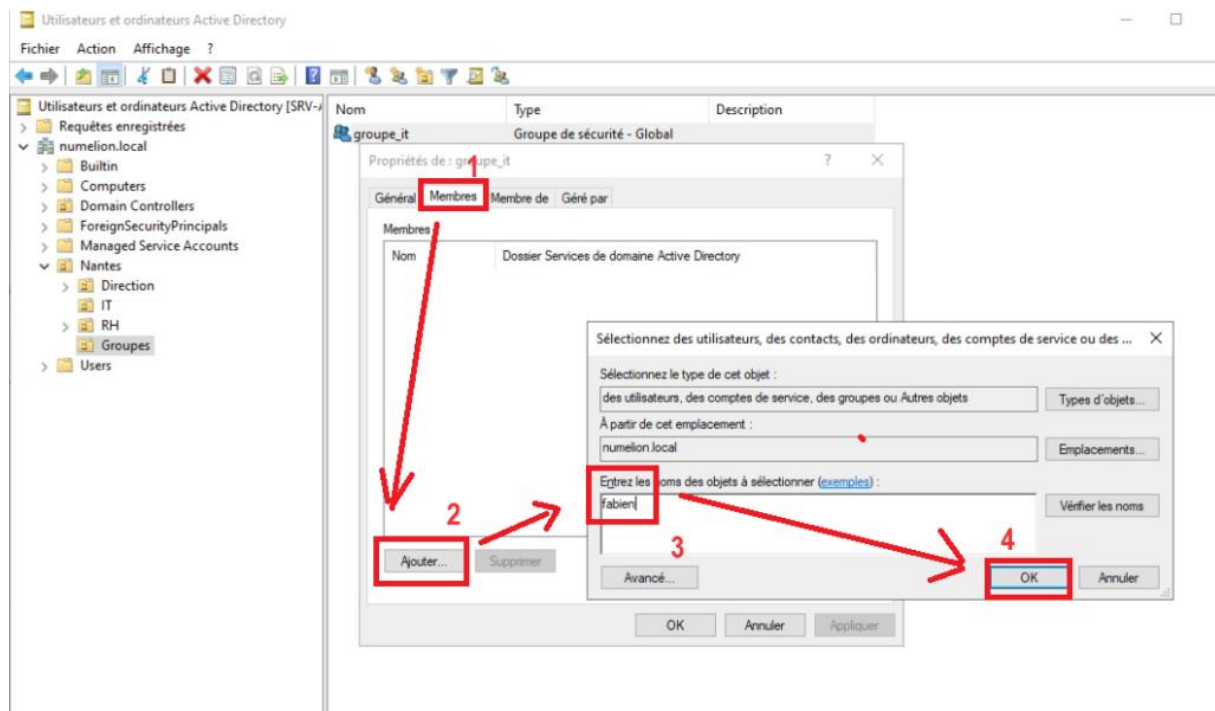 Utilisateurs et ordinateurs Active Directory
Fichier Action Affichage ?
Utilisateurs et ordinateurs Active Directory [SRV-
Requêtes enregistrées
numelion.local
Builtin
Computers
Domain Controllers
ForeignSecurityPrincipals
Managed Service Accounts
Nantes
Direction
IT
RH
Groupes
Users
Nom Type Description
groupe_it Groupe de sécurité - Global
Propriétés de : groupe_it ?
1
Général Membres Membre de Géré par
Membres
Nom Dossier Services de domaine Active Directory
2
Ajouter... Supprimer
OK Annuler Appliquer
Sélectionnez des utilisateurs, des contacts, des ordinateurs, des comptes de service ou des ...
Sélectionnez le type de cet objet :
des utilisateurs, des comptes de service, des groupes ou Autres objets Types d'objets...
À partir de cet emplacement :
numelion.local Emplacements...
Entrez les noms des objets à sélectionner (exemples) :
fabien Vérifier les noms
3 4
Avancé... OK Annuler